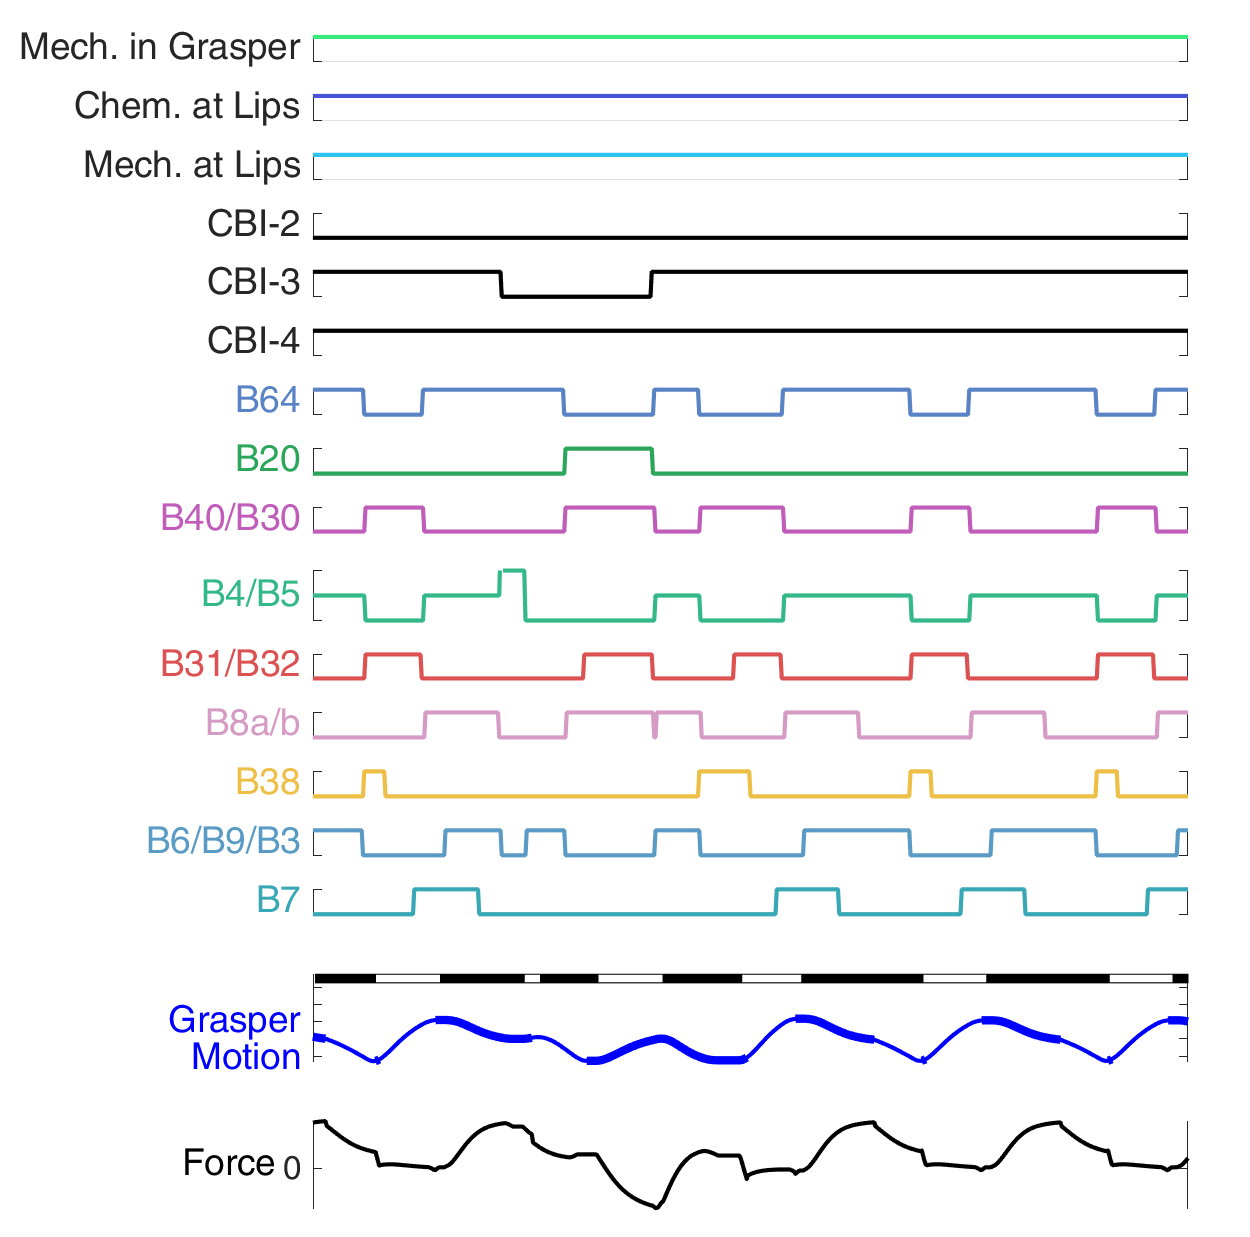 Mech. in Grasper
Chem. at Lips
Mech. at Lips
CBI-2
CBI-3
CBI-4
B64
B20
B40/B30
B4/B5
B31/B32
B8a/b
B38
B6/B9/B3
B7
Grasper
Motion
Force 0